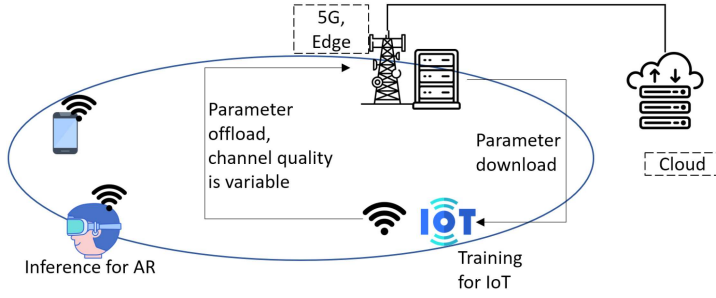 5G,
Edge
Parameter
offload,
channel quality
is variable
Parameter
download
Cloud
IOT
Inference for AR
Training
for IoT